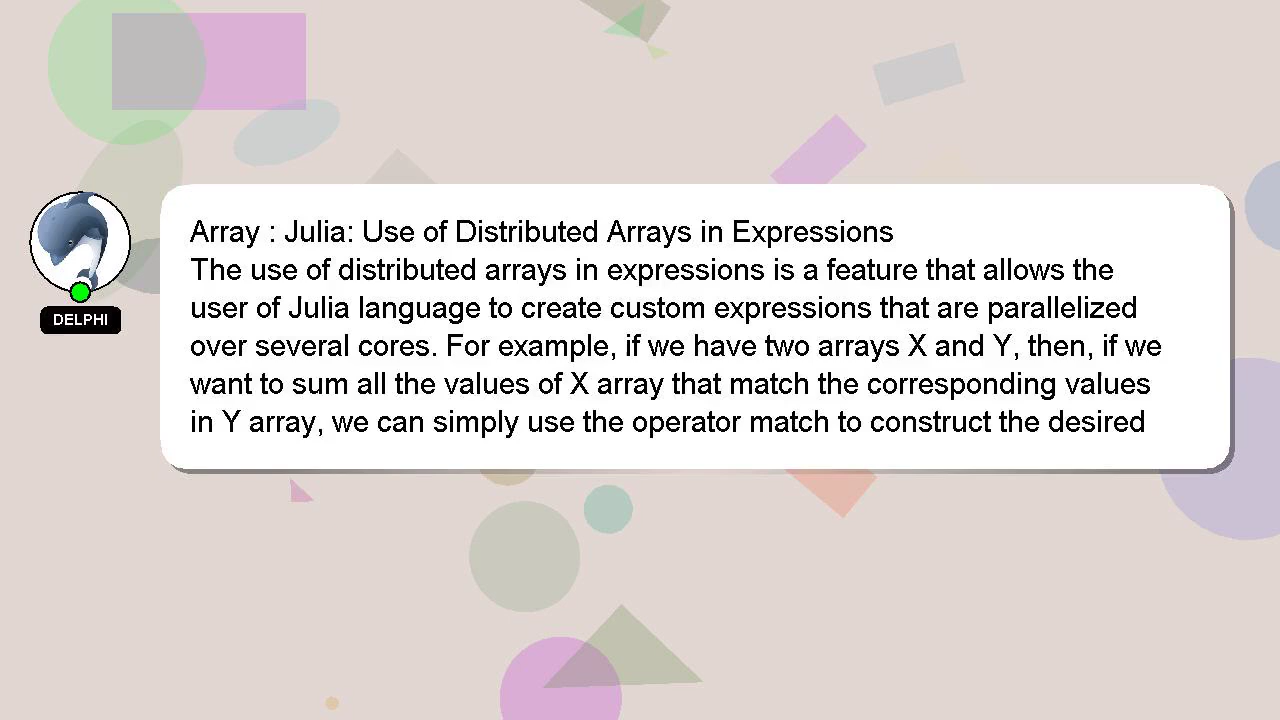 Array : Julia: Use of Distributed Arrays in Expressions
The use of distributed arrays in expressions is a feature that allows the
user of Julia language to create custom expressions that are parallelized
over several cores. For example, if we have two arrays X and Y, then, if we
want to sum all the values of X array that match the corresponding values
in Y array, we can simply use the operator match to construct the desired
DELPHI